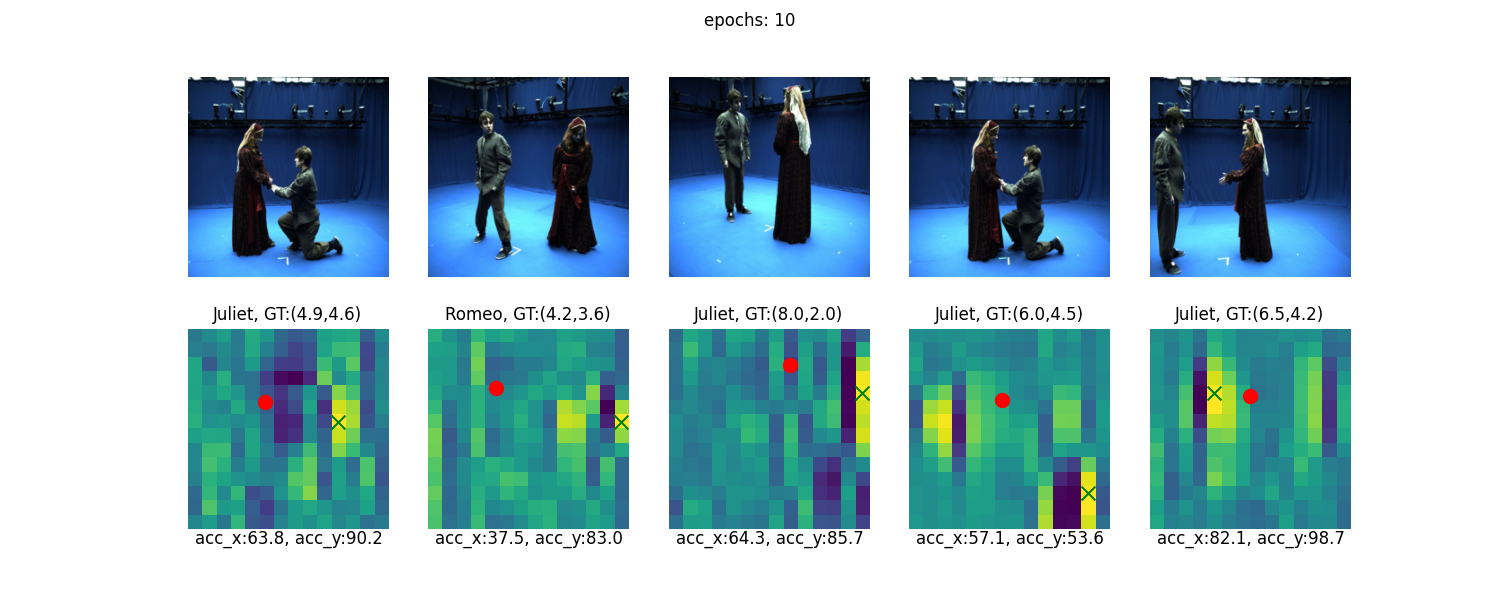 epochs: 10
Juliet, GT:(4.9,4.6)
Romeo, GT:(4.2,3.6)
Juliet, GT:(8.0,2.0)
Juliet, GT:(6.0,4.5)
Juliet, GT:(6.5,4.2)
acc_x:63.8, acc_y:90.2
acc_x:37.5, acc_y:83.0
acc_x:64.3, acc_y:85.7
acc_x:57.1, acc_y:53.6
acc_x:82.1, acc_y:98.7